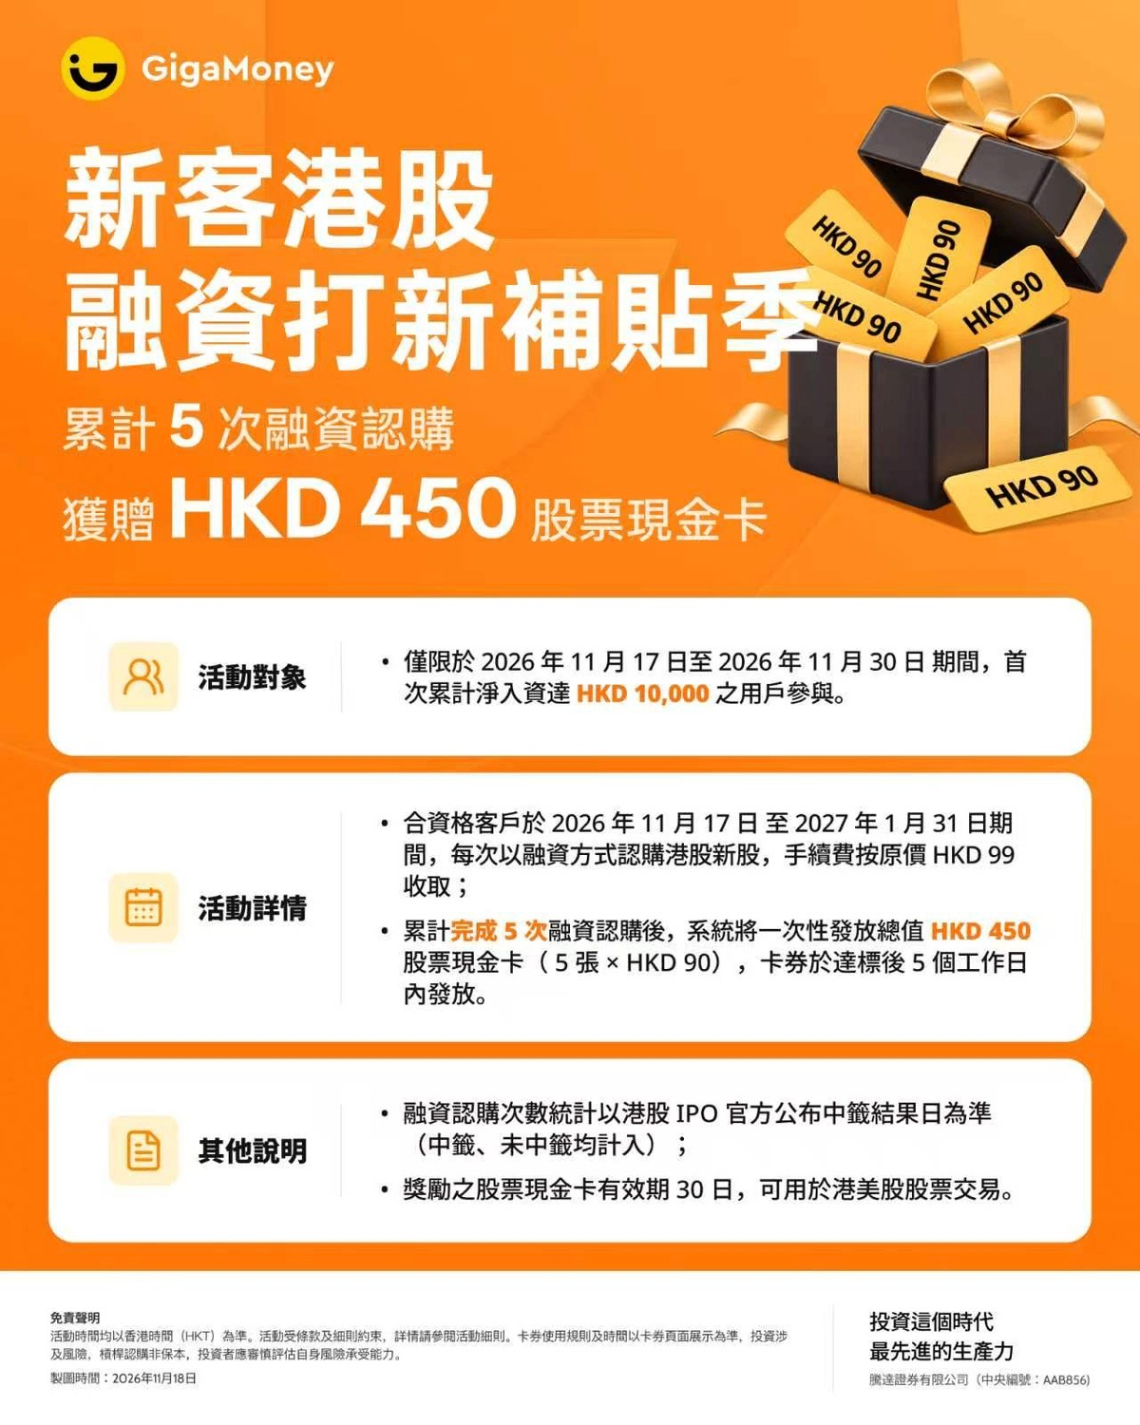 GigaMoney
新客港股
融資打新補貼季
累計 5 次融資認購
獲贈 HKD 450 股票現金卡
HKD 90
HKD 90
HKD 90
HKD 90
HKD 90
活動對象
• 僅限於 2026 年 11 月 17 日至 2026 年 11 月 30 日 期間，首
次累計淨入資達 HKD 10,000 之用戶參與。
活動詳情
• 合資格客戶於 2026 年 11 月 17 日 至 2027 年 1 月 31 日期
間，每次以融資方式認購港股新股，手續費按原價 HKD 99
收取；
• 累計完成 5 次融資認購後，系統將一次性發放總值 HKD 450
股票現金卡（ 5 張 × HKD 90），卡券於達標後 5 個工作日
內發放。
其他說明
• 融資認購次數統計以港股 IPO 官方公布中籤結果日為準
（中籤、未中籤均計入）；
• 獎勵之股票現金卡有效期 30 日，可用於港美股股票交易。
免責聲明
活動時間均以香港時間（HKT）為準。活動受條款及細則約束，詳情請參閱活動細則。卡券使用規則及時間以卡券頁面展示為準，投資涉
及風險，槓桿認購非保本，投資者應審慎評估自身風險承受能力。
製圖時間：2026年11月18日
投資這個時代
最先進的生產力
騰達證券有限公司（中央編號：AAB856）